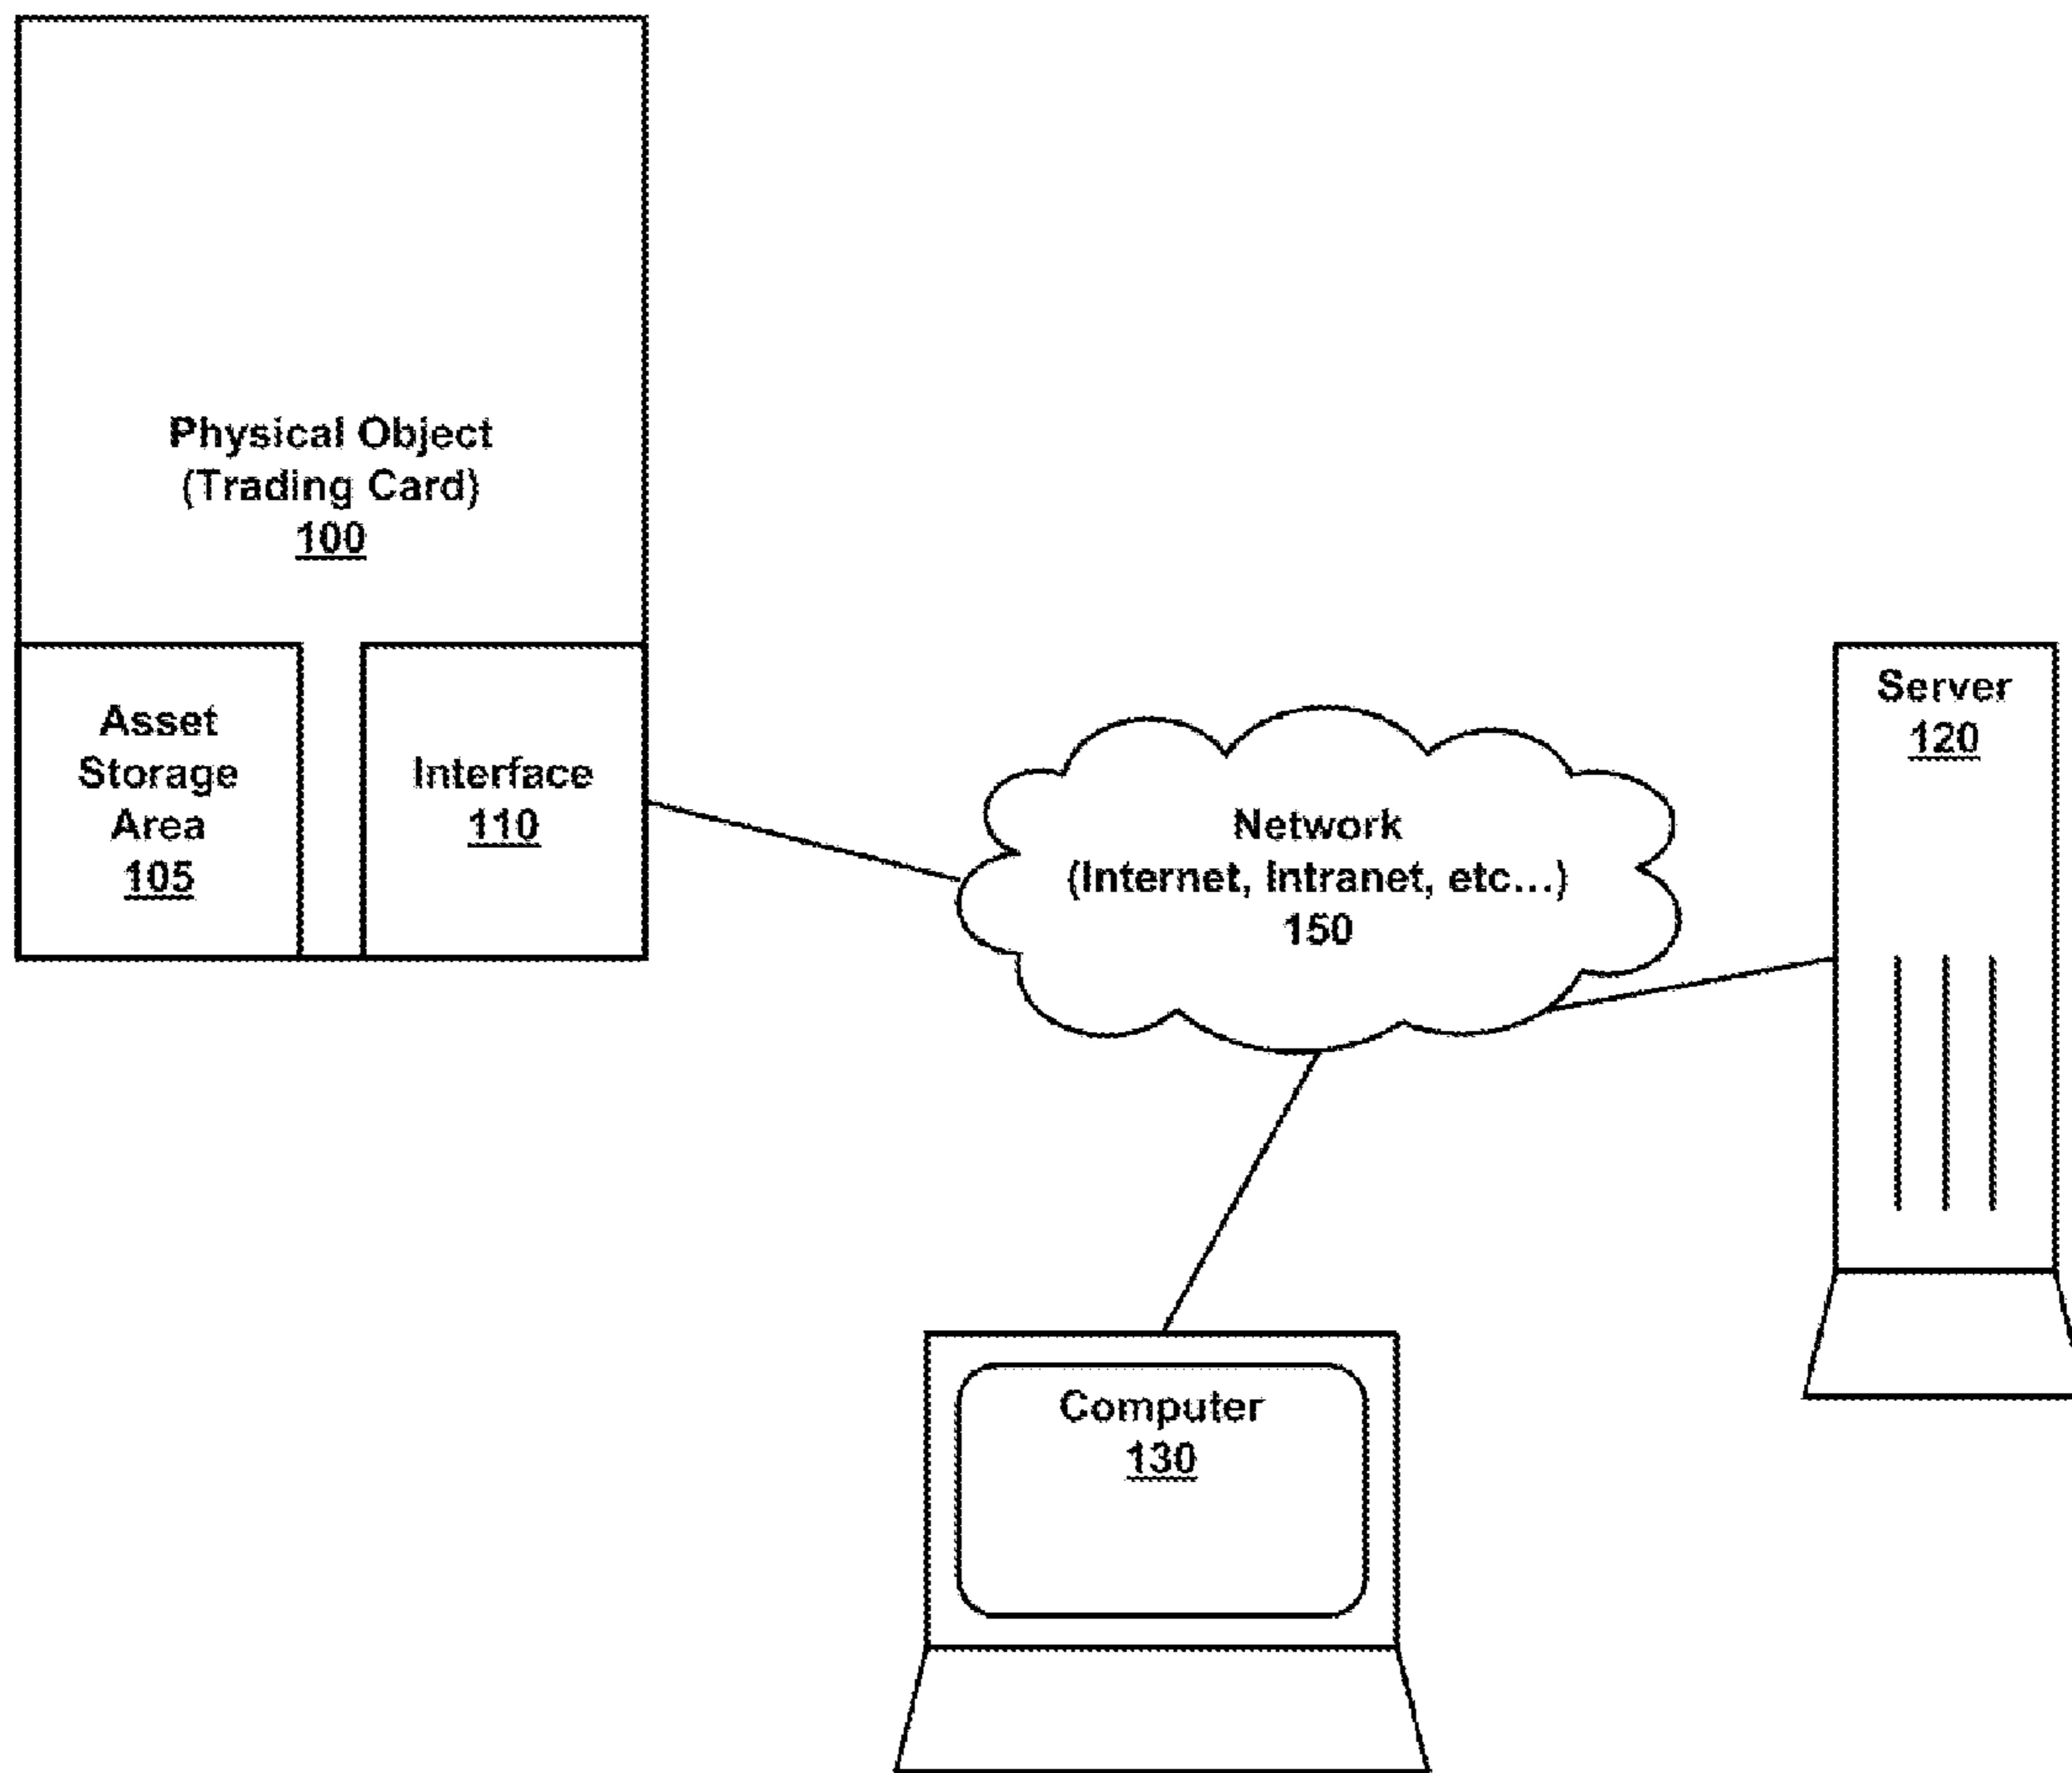 Physical Object
(Trading Card)
100
Asset
Storage
Area
105
Interface
110
Network
(Internet, Intranet, etc...)
150
Server
120
Computer
130